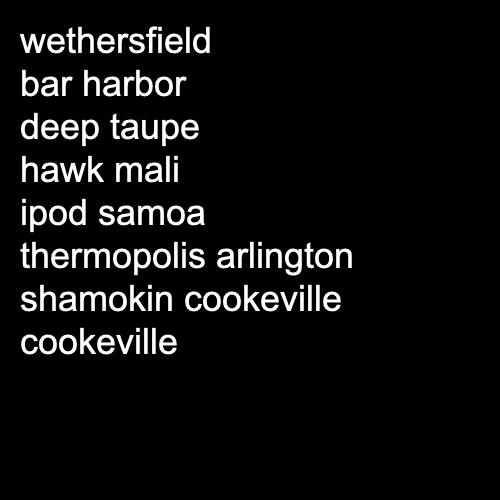 wethersfield
bar harbor
deep taupe
hawk mali
ipod samoa
thermopolis arlington
shamokin cookeville
cookeville